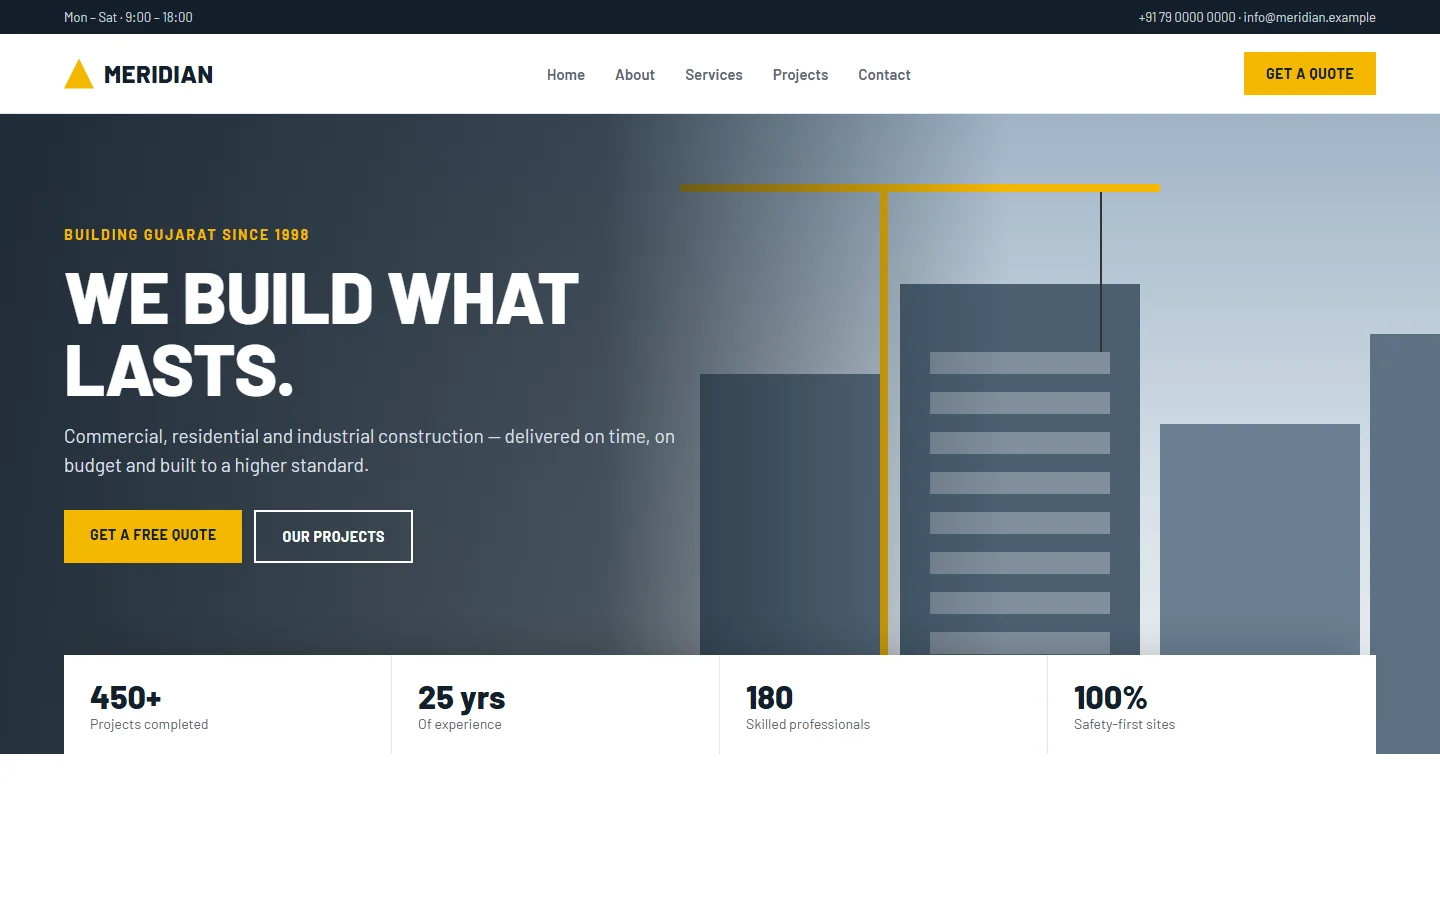 Mon – Sat · 9:00 – 18:00
+91 79 0000 0000 · info@meridian.example
MERIDIAN
Home
About
Services
Projects
Contact
GET A QUOTE
BUILDING GUJARAT SINCE 1998
WE BUILD WHAT
LASTS.
Commercial, residential and industrial construction — delivered on time, on
budget and built to a higher standard.
GET A FREE QUOTE
OUR PROJECTS
450+
Projects completed
25 yrs
Of experience
180
Skilled professionals
100%
Safety-first sites